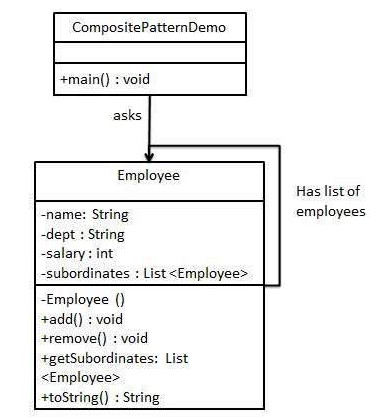 CompositePatternDemo
+main() : void
asks
Employee
Has list of
employees
-name: String
-dept : String
-salary : int
-subordinates : List <Employee>
-Employee ()
+add() : void
+remove() : void
+getSubordinates: List
<Employee>
+toString() : String